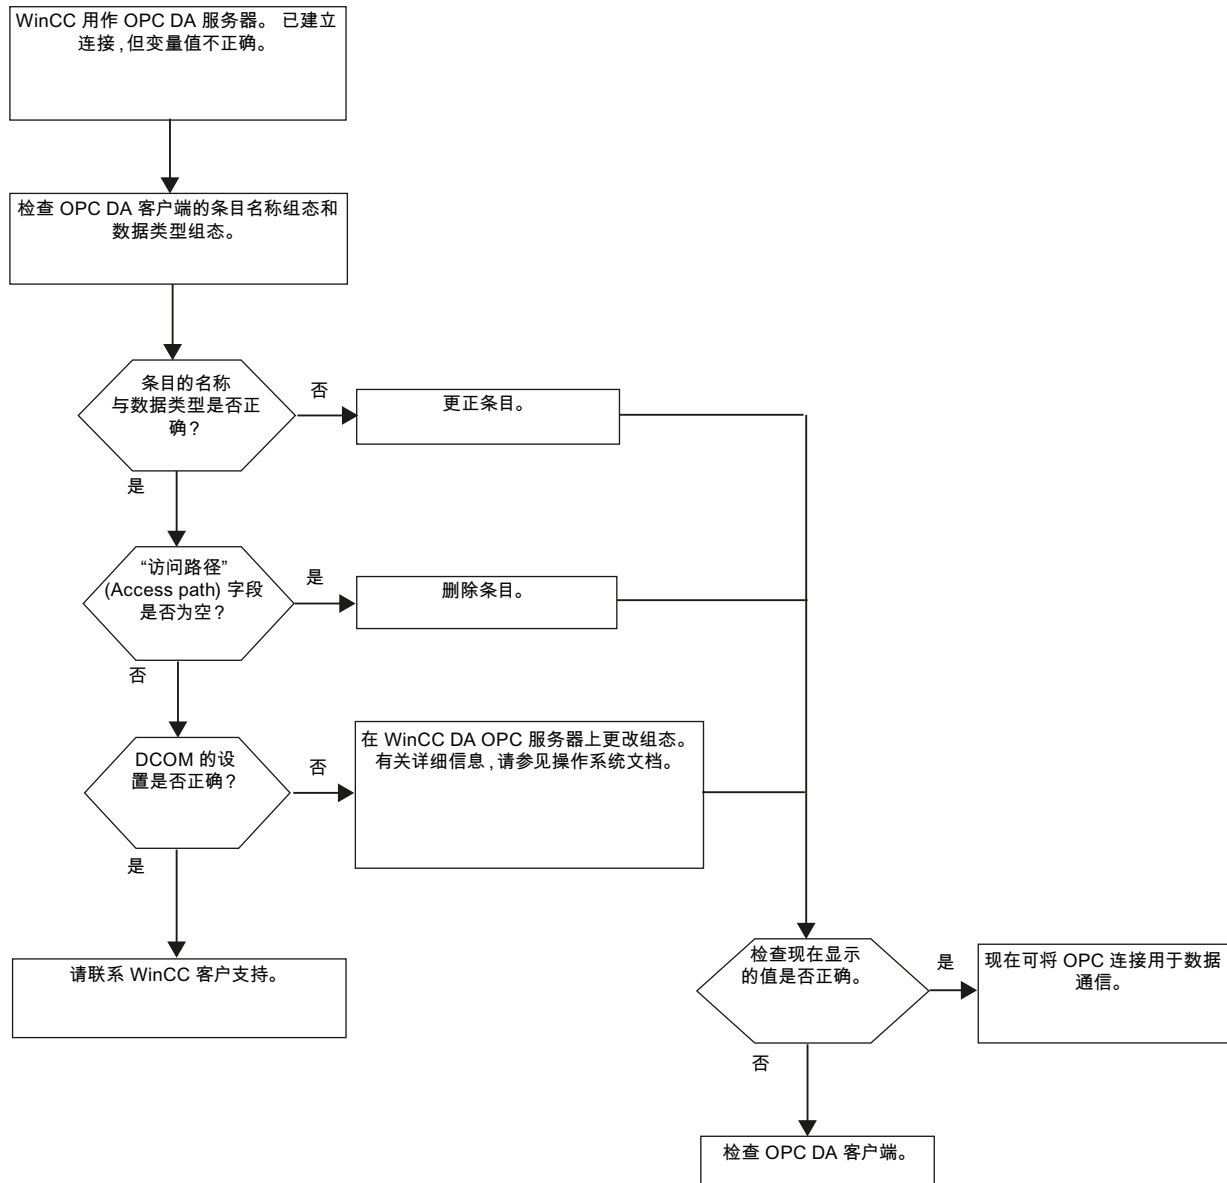 WinCC 用作 OPC DA 服务器。 已建立
连接,但变量值不正确。
检查 OPC DA 客户端的条目名称组态和
数据类型组态。
条目的名称
与数据类型是否正
确?
否
更正条目。
是
“访问路径”
(Access path) 字段
是否为空?
是
删除条目。
否
DCOM 的设
置是否正确?
否
在 WinCC DA OPC 服务器上更改组态。
有关详细信息,请参见操作系统文档。
是
请联系 WinCC 客户支持。
检查现在显示
的值是否正确。
是
现在可将 OPC 连接用于数据
通信。
否
检查 OPC DA 客户端。